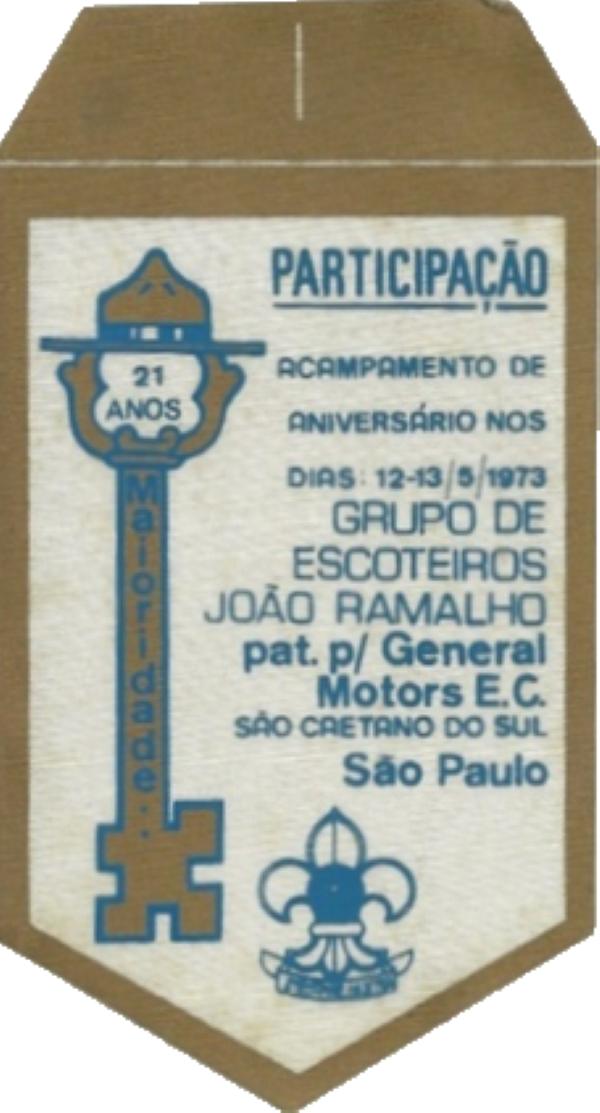 PARTICIPAÇÃO
ACAMPAMENTO DE
ANIVERSÁRIO NOS
DIAS: 12-13/5/1973
GRUPO DE
ESCOTEIROS
JOÃO RAMALHO
pat. p/ General
Motors E.C.
SÃO CAETANO DO SUL
São Paulo
21
ANOS
Maioridade...